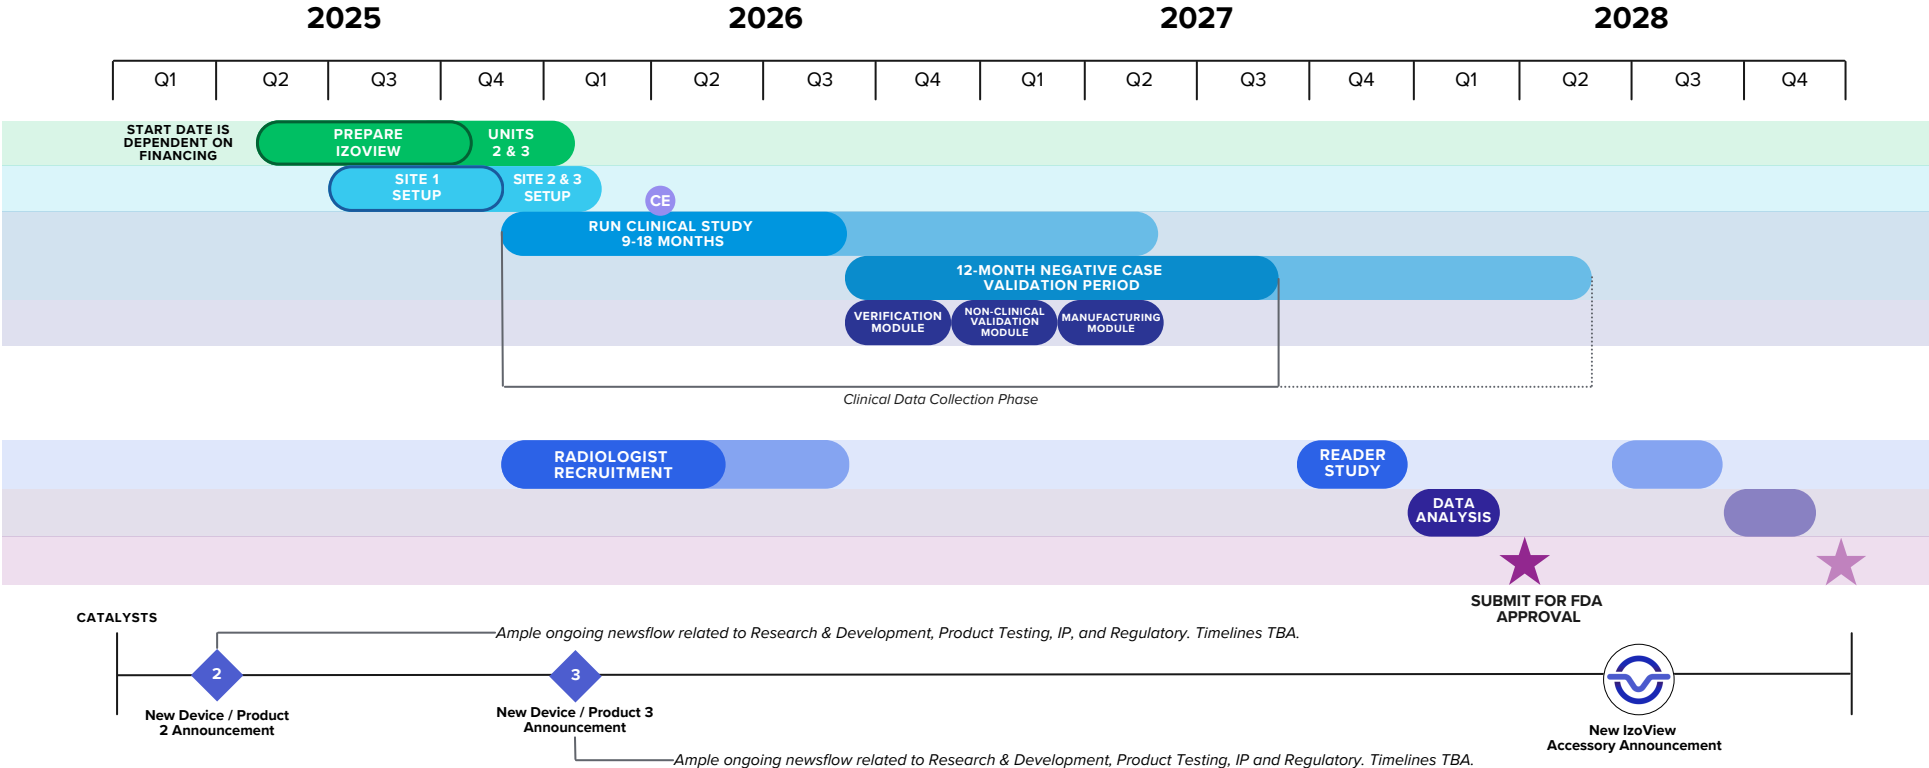 2025 2026 2027 2028
Q1 Q2 Q3 Q4 Q1 Q2 Q3 Q4 Q1 Q2 Q3 Q4 Q1 Q2 Q3 Q4
START DATE IS
DEPENDENT ON
FINANCING
PREPARE
IZOVIEW
UNITS
2 & 3
SITE 1
SETUP
SITE 2 & 3
SETUP
CE
RUN CLINICAL STUDY
9-18 MONTHS
12-MONTH NEGATIVE CASE
VALIDATION PERIOD
VERIFICATION
MODULE
NON-CLINICAL
VALIDATION
MODULE
MANUFACTURING
MODULE
Clinical Data Collection Phase
RADIOLOGIST
RECRUITMENT
READER
STUDY
DATA
ANALYSIS
SUBMIT FOR FDA
APPROVAL
CATALYSTS
Ample ongoing newsflow related to Research & Development, Product Testing, IP, and Regulatory. Timelines TBA.
2
3
New Device / Product
2 Announcement
New Device / Product 3
Announcement
New IzoView
Accessory Announcement
Ample ongoing newsflow related to Research & Development, Product Testing, IP and Regulatory. Timelines TBA.